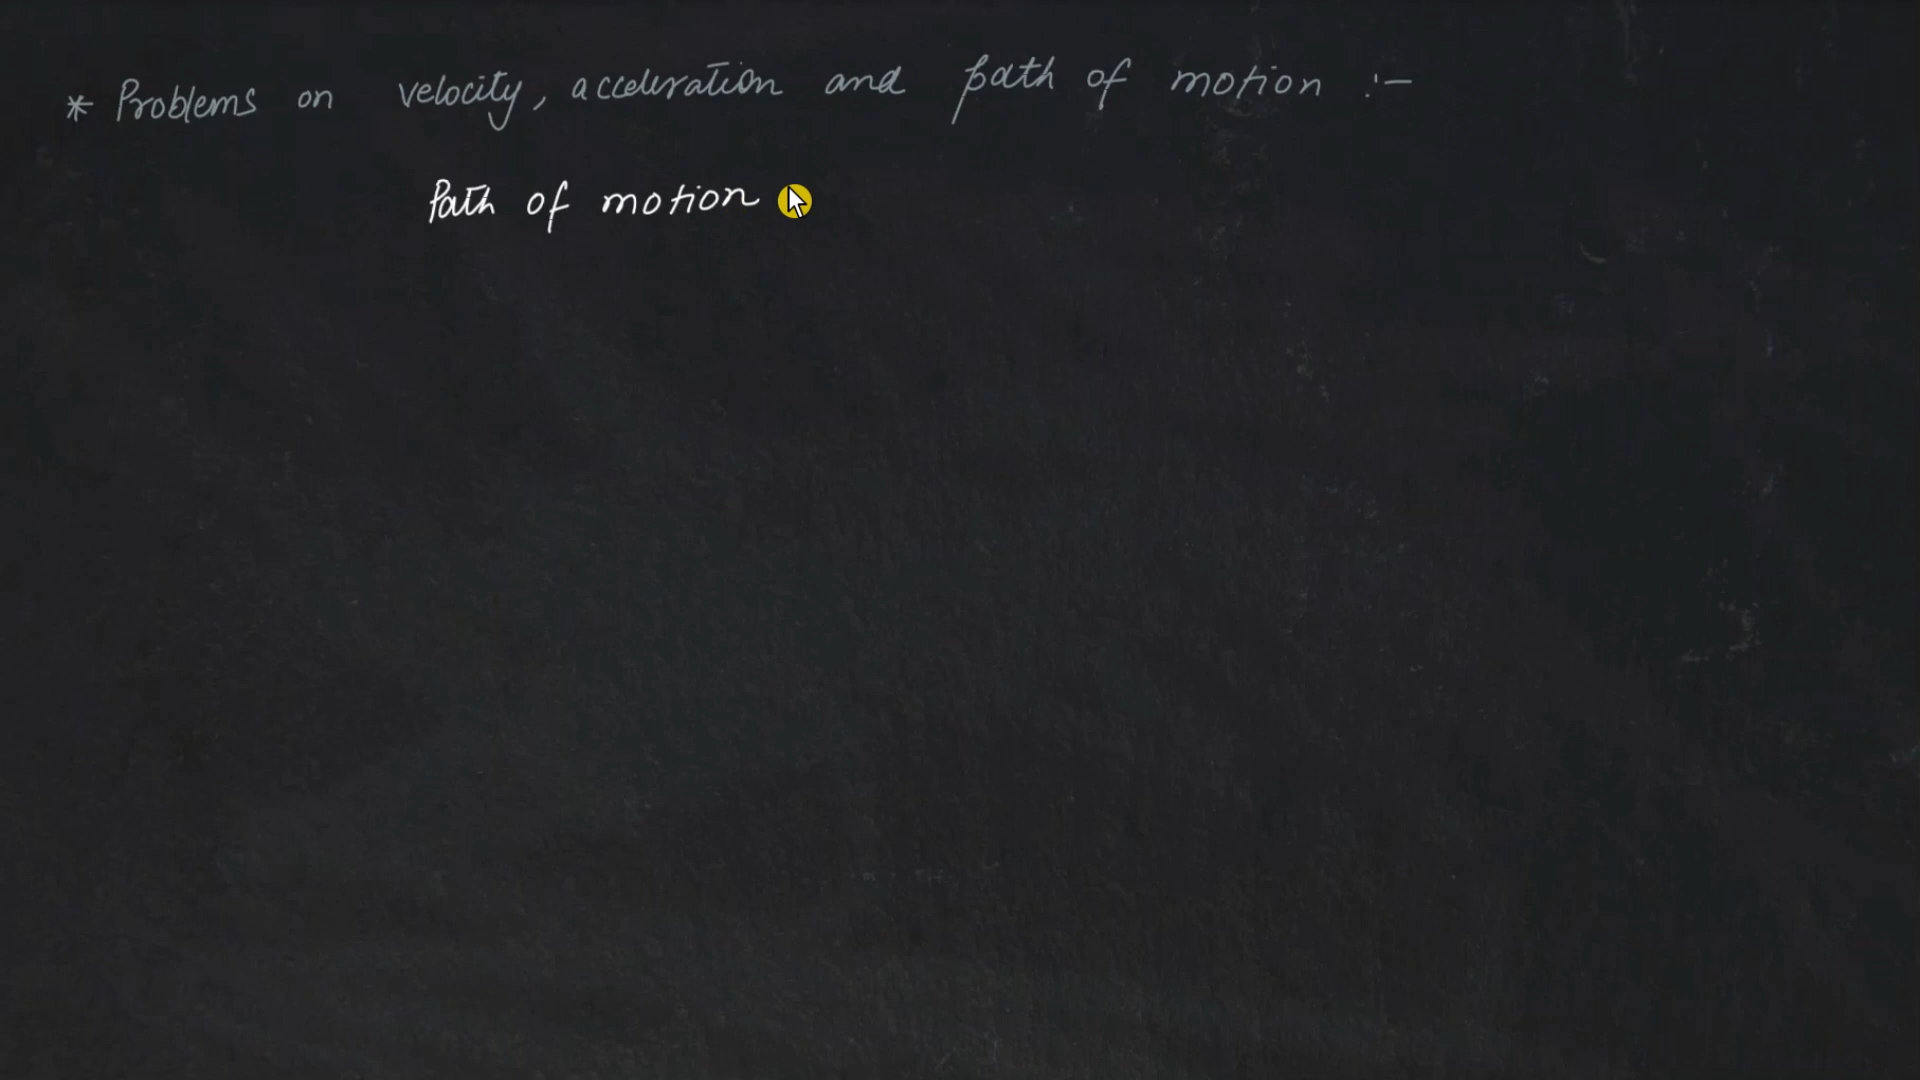 * Problems on velocity, acceleration and path of motion :-
Path of motion